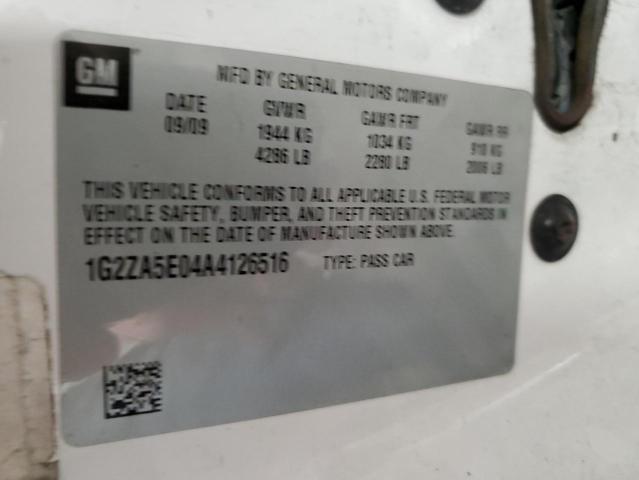 GM
MFD BY GENERAL MOTORS COMPANY
DATE GVWR GAWR FRT GAWR RR
09/09 1944 KG 1034 KG 910 KG
4286 LB 2280 LB 2006 LB
THIS VEHICLE CONFORMS TO ALL APPLICABLE U.S. FEDERAL MOTOR
VEHICLE SAFETY, BUMPER, AND THEFT PREVENTION STANDARDS IN
EFFECT ON THE DATE OF MANUFACTURE SHOWN ABOVE.
1G2ZA5E04A4126516 TYPE: PASS CAR